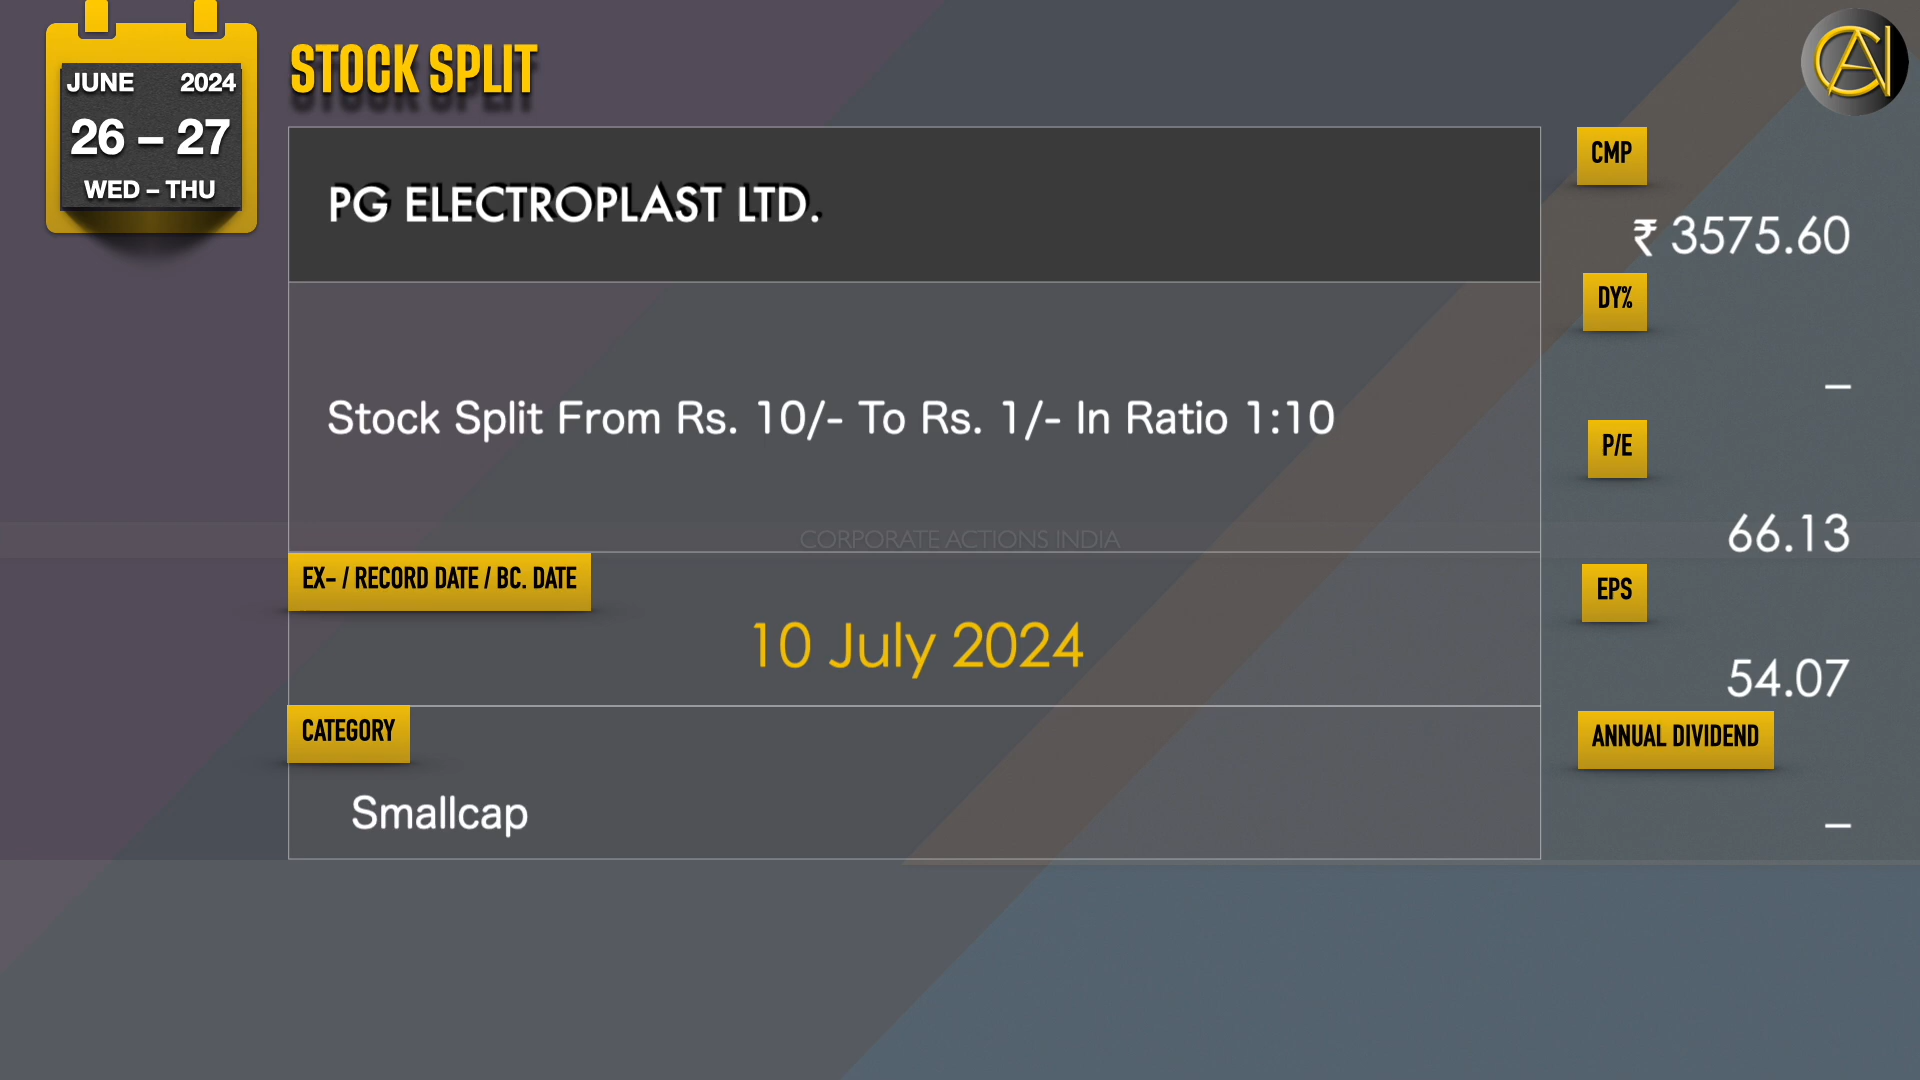 JUNE 2024
26 – 27
WED – THU
STOCK SPLIT
CAI
PG ELECTROPLAST LTD.
Stock Split From Rs. 10/- To Rs. 1/- In Ratio 1:10
CORPORATE ACTIONS INDIA
EX- / RECORD DATE / BC. DATE
10 July 2024
CATEGORY
Smallcap
CMP
₹ 3575.60
DY%
–
P/E
66.13
EPS
54.07
ANNUAL DIVIDEND
–